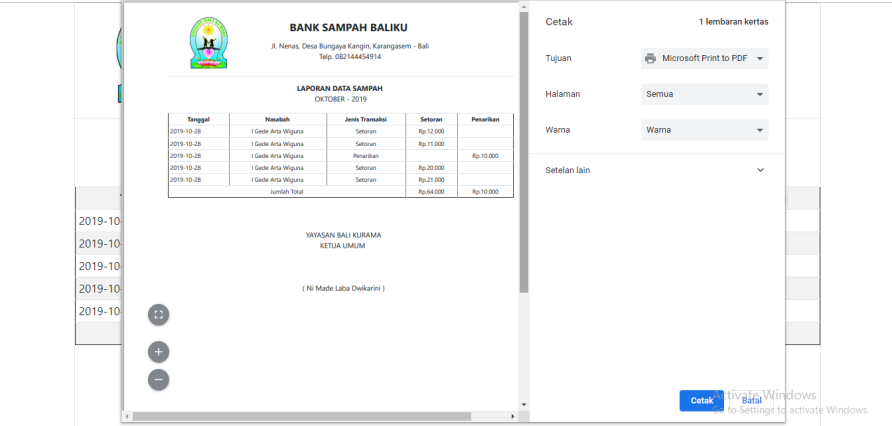 BANK SAMPAH BALIKU
Jl. Nenas, Desa Bungaya Kangin, Karangasem - Bali
Telp. 082144454914
LAPORAN DATA SAMPAH
OKTOBER - 2019
Tanggal Nasabah Jenis Transaksi Setoran Penarikan
2019-10-28 I Gede Arta Wiguna Setoran Rp.12.000
2019-10-28 I Gede Arta Wiguna Setoran Rp.11.000
2019-10-28 I Gede Arta Wiguna Penarikan Rp.10.000
2019-10-28 I Gede Arta Wiguna Setoran Rp.20.000
2019-10-28 I Gede Arta Wiguna Setoran Rp.21.000
Jumlah Total Rp.64.000 Rp.10.000
YAYASAN BALI KURAMA
KETUA UMUM
( Ni Made Laba Dwikarini )
Cetak 1 lembaran kertas
Tujuan Microsoft Print to PDF
Halaman Semua
Warna Warna
Setelan lain
Cetak Batal
Activate Windows
Go to Settings to activate Windows.
2019-10
2019-10
2019-10
2019-10
2019-10